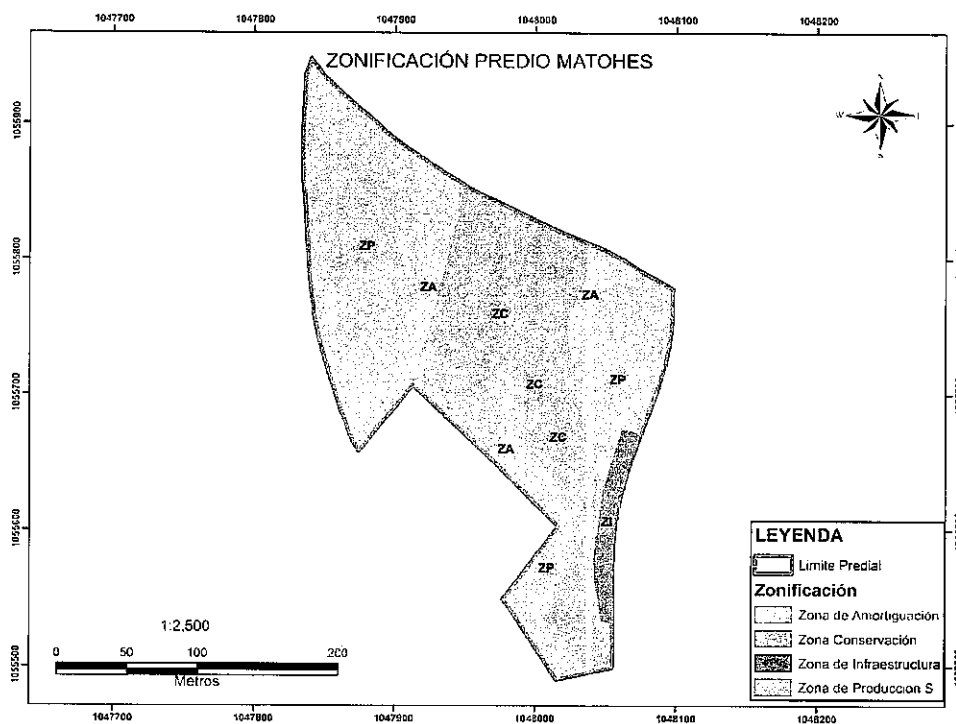 1047700 1047800 1047900 1048000 1048100 1048200
ZONIFICACIÓN PREDIO MATOHES
N
W
S
1055900
1055800
1055700
1055600
1055500
ZP
ZA
ZA
ZC
ZC
ZP
ZC
ZA
ZI
ZP
LEYENDA
Limite Predial
Zonificación
Zona de Amortiguación
Zona Conservación
Zona de Infraestructura
Zona de Produccion S
1:2,500
0 50 100 200
Metros
1047700 1047800 1047900 1048000 1048100 1048200